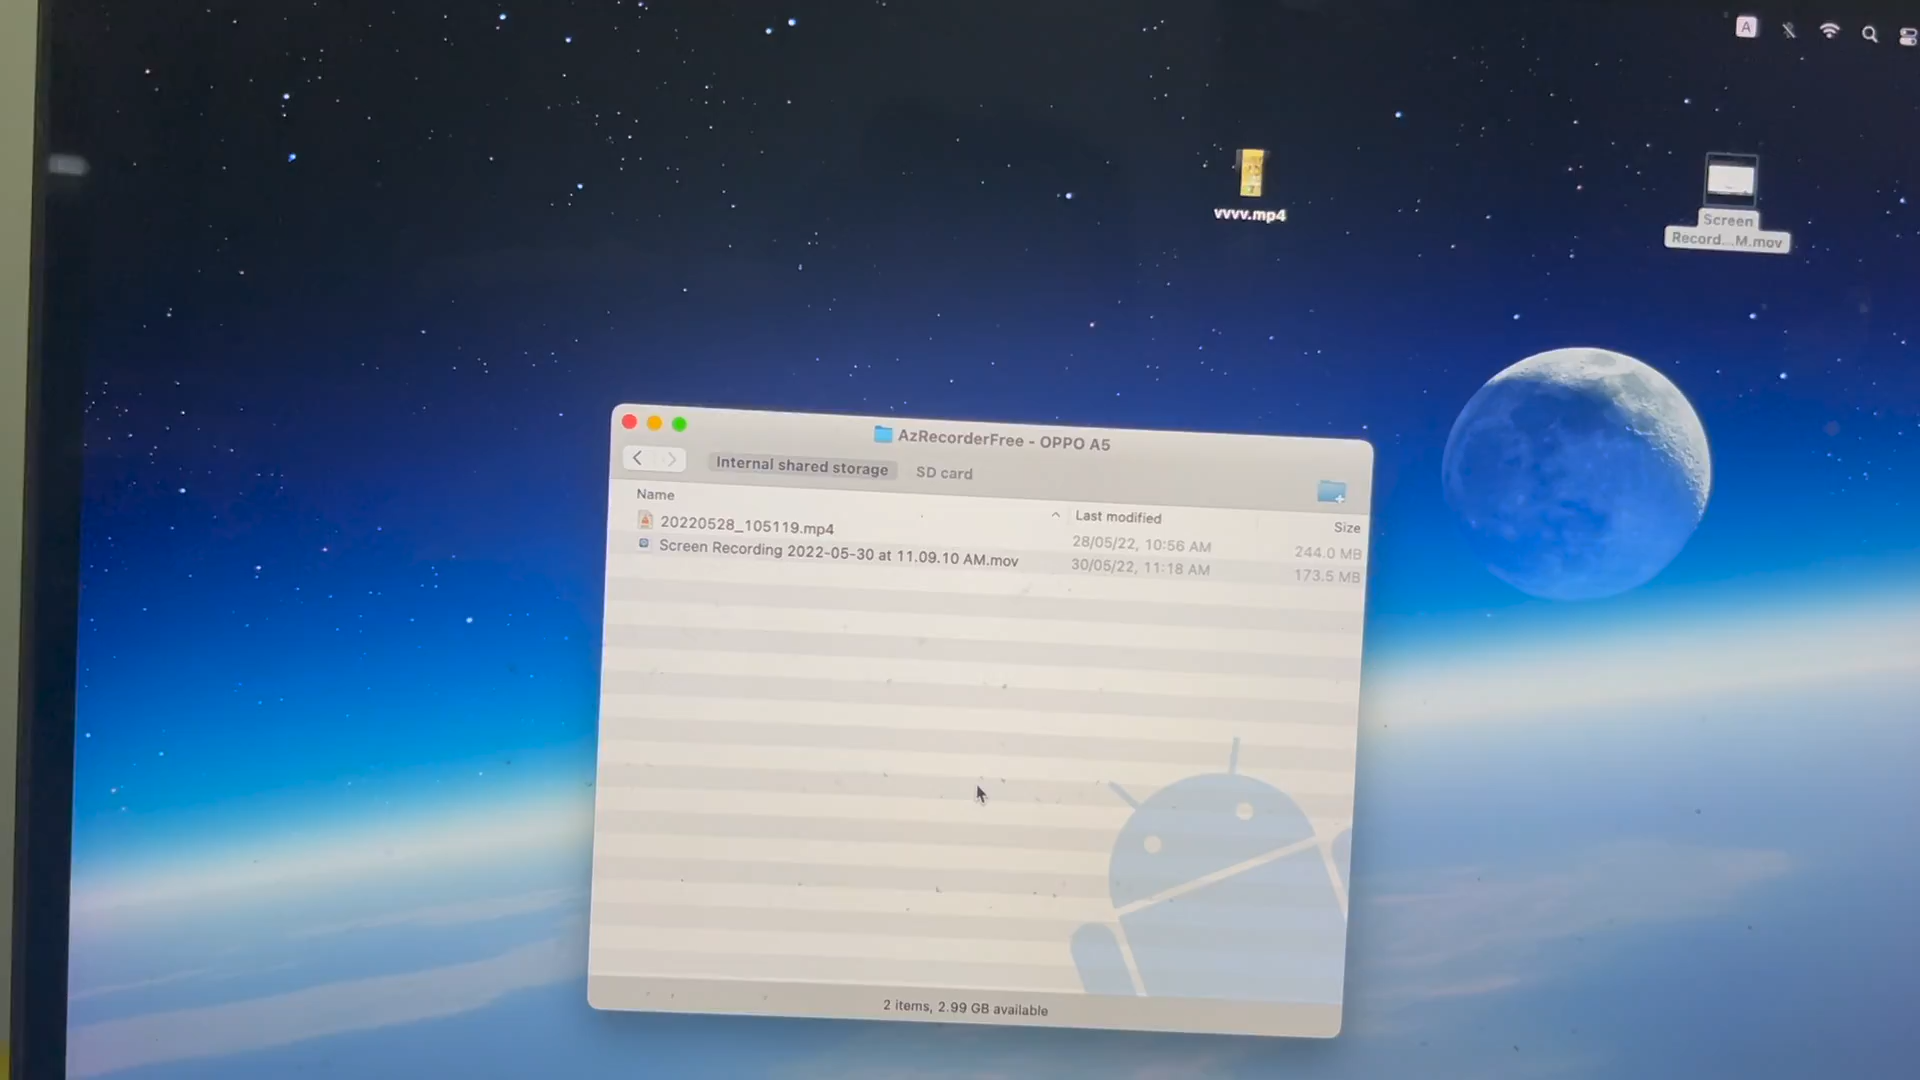 A
vvvv.mp4
Screen
Record...M.mov
AzRecorderFree - OPPO A5
Internal shared storage
SD card
Name
Last modified
Size
20220528_105119.mp4
28/05/22, 10:56 AM
244.0 MB
Screen Recording 2022-05-30 at 11.09.10 AM.mov
30/05/22, 11:18 AM
173.5 MB
2 items, 2.99 GB available